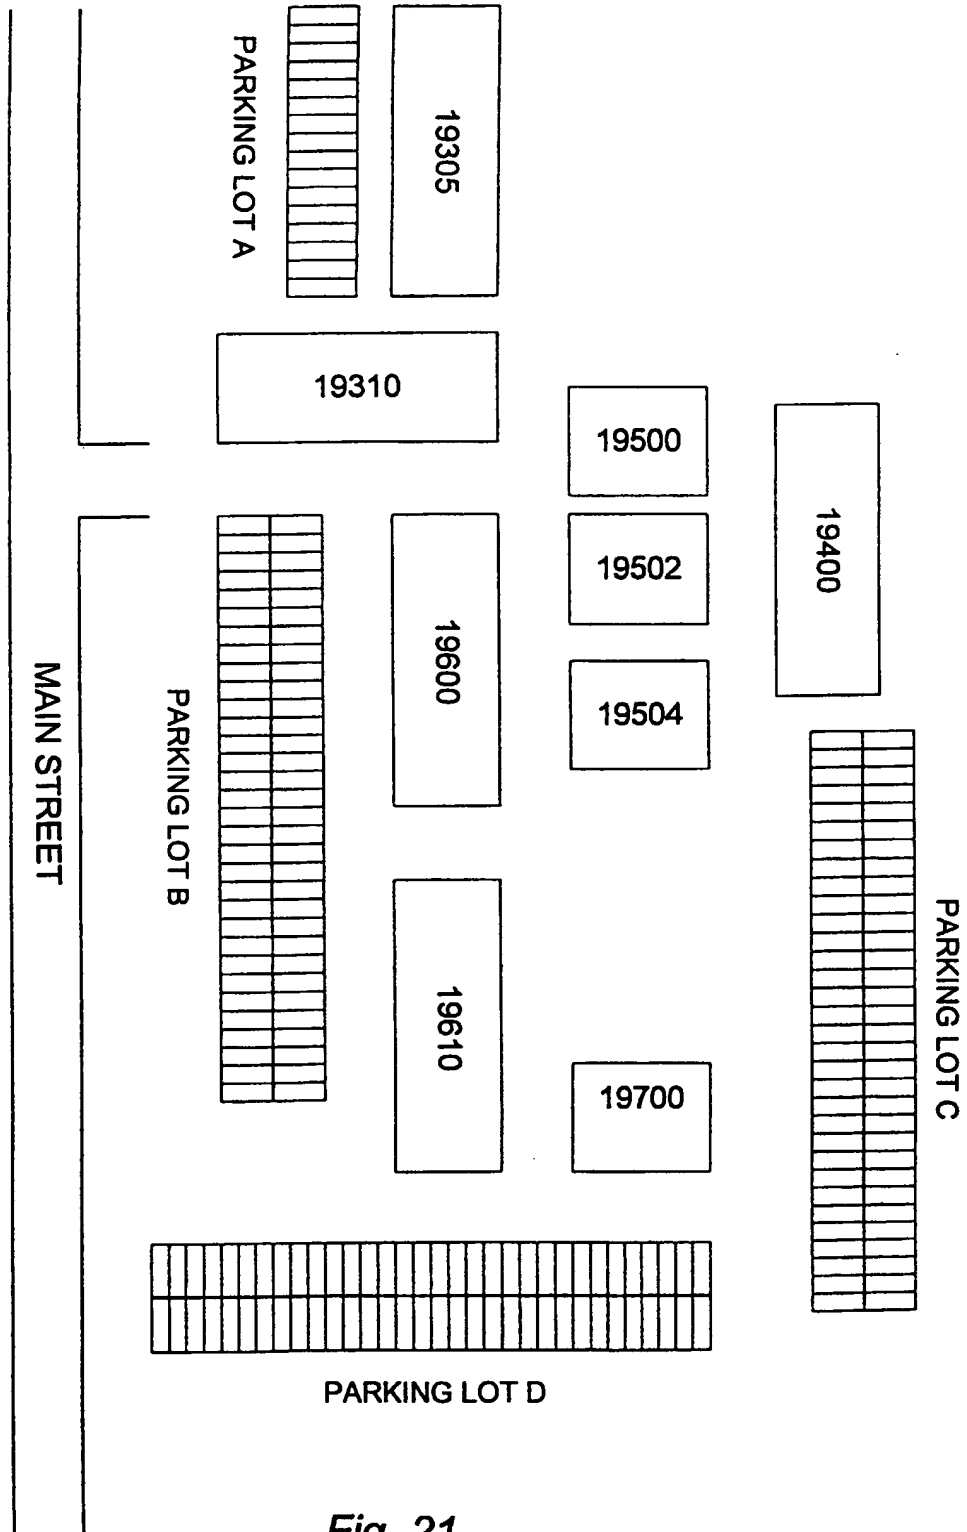 PARKING LOT A
19305
19310
19500
19400
19502
19600
19504
MAIN STREET
PARKING LOT B
PARKING LOT C
19610
19700
PARKING LOT D
Fig. 21